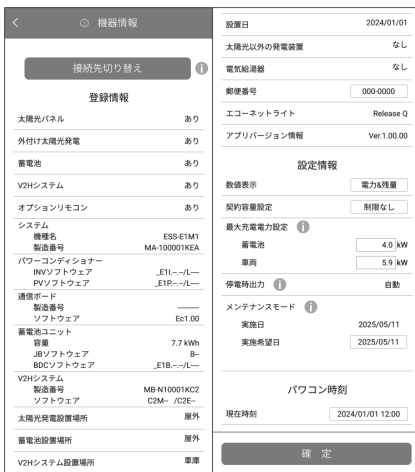 機器情報
接続先切り替え
登録情報
太陽光パネル あり
外付け太陽光発電 あり
蓄電池 あり
V2Hシステム あり
オプションリモコン あり
システム
機種名 ESS-E1M1
製造番号 MA-100001KEA
パワーコンディショナー
INVソフトウェア _E1I.--.--/L---
PVソフトウェア _E1P.--.--/L---
通信ボード
製造番号 ———
ソフトウェア Ec1.00
蓄電池ユニット
容量 7.7 kWh
JBソフトウェア B--
BDCソフトウェア _E1B.--.--/L---
V2Hシステム
製造番号 MB-N10001KC2
ソフトウェア C2M-- /C2E--
太陽光発電設置場所 屋外
蓄電池設置場所 屋外
V2Hシステム設置場所 車庫
設置日 2024/01/01
太陽光以外の発電装置 なし
電気給湯器 なし
郵便番号 000-0000
エコーネットライト Release Q
アプリバージョン情報 Ver.1.00.00
設定情報
数値表示 電力&残量
契約容量設定 制限なし
最大充電電力設定
蓄電池 4.0 kW
車両 5.9 kW
停電時出力 自動
メンテナンスモード
実施日 2025/05/11
実施希望日 2025/05/11
パワコン時刻
現在時刻 2024/01/01 12:00
確 定